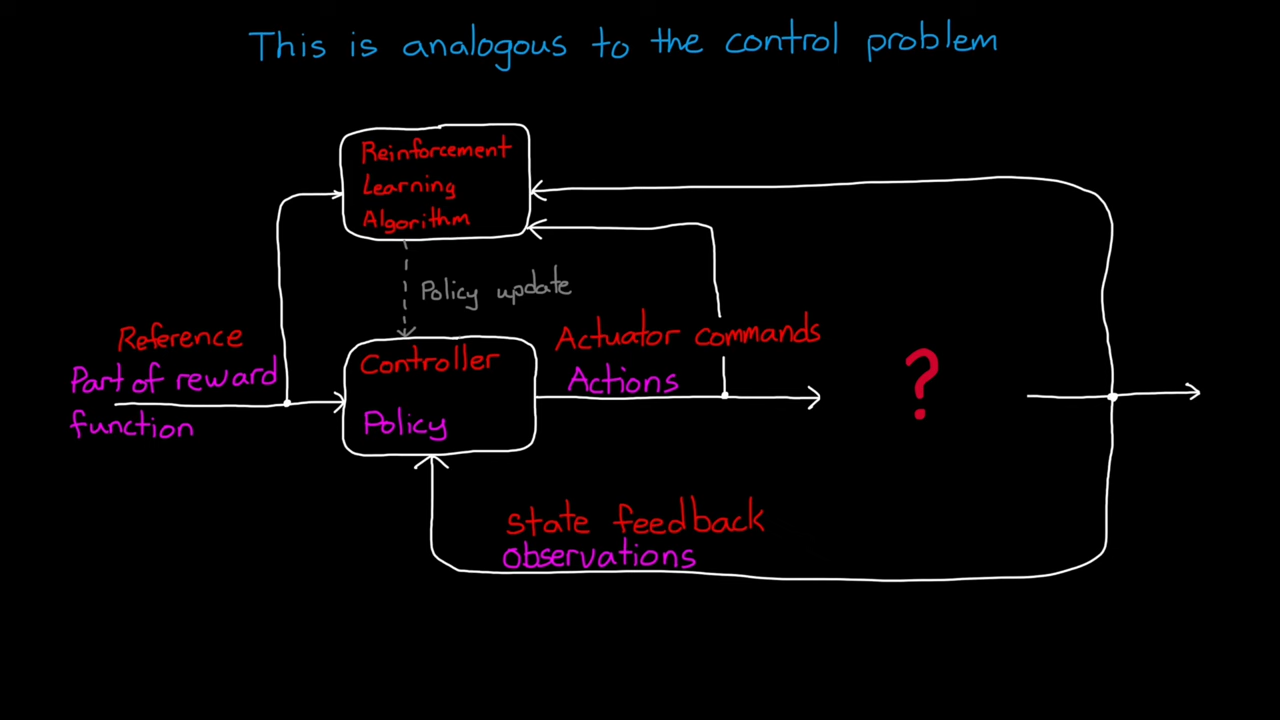 This is analogous to the control problem
Reinforcement
Learning
Algorithm
Policy update
Reference
Part of reward
function
Controller
Policy
Actuator commands
Actions
?
State feedback
Observations